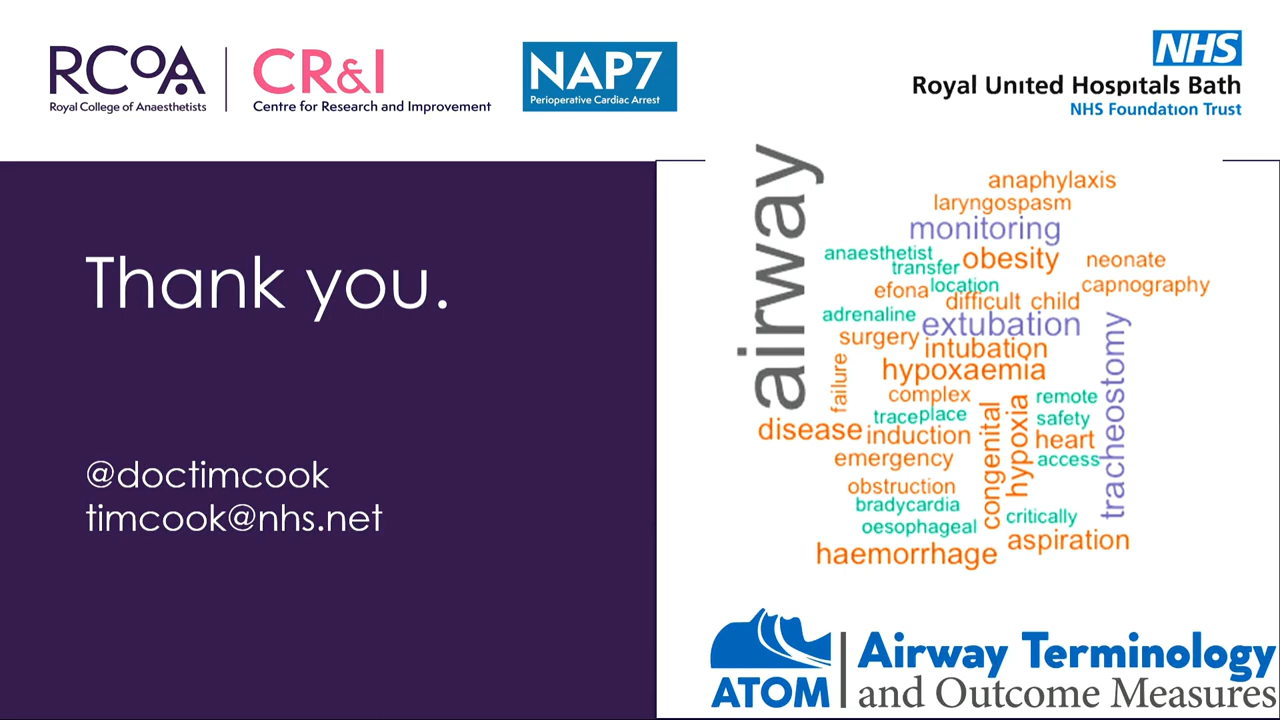 RCOA
Royal College of Anaesthetists
CR&I
Centre for Research and Improvement
NAP7
Perioperative Cardiac Arrest
NHS
Royal United Hospitals Bath
NHS Foundation Trust
Thank you.
@doctimcook
timcook@nhs.net
airway
anaphylaxis
laryngospasm
monitoring
anaesthetist
obesity
neonate
transfer
location
capnography
efona
difficult
child
adrenaline
extubation
surgery
intubation
tracheostomy
failure
hypoxaemia
complex
remote
trace
place
congenital
hypoxia
safety
disease
induction
heart
emergency
access
obstruction
bradycardia
critically
oesophageal
aspiration
haemorrhage
ATOM
Airway Terminology
and Outcome Measures